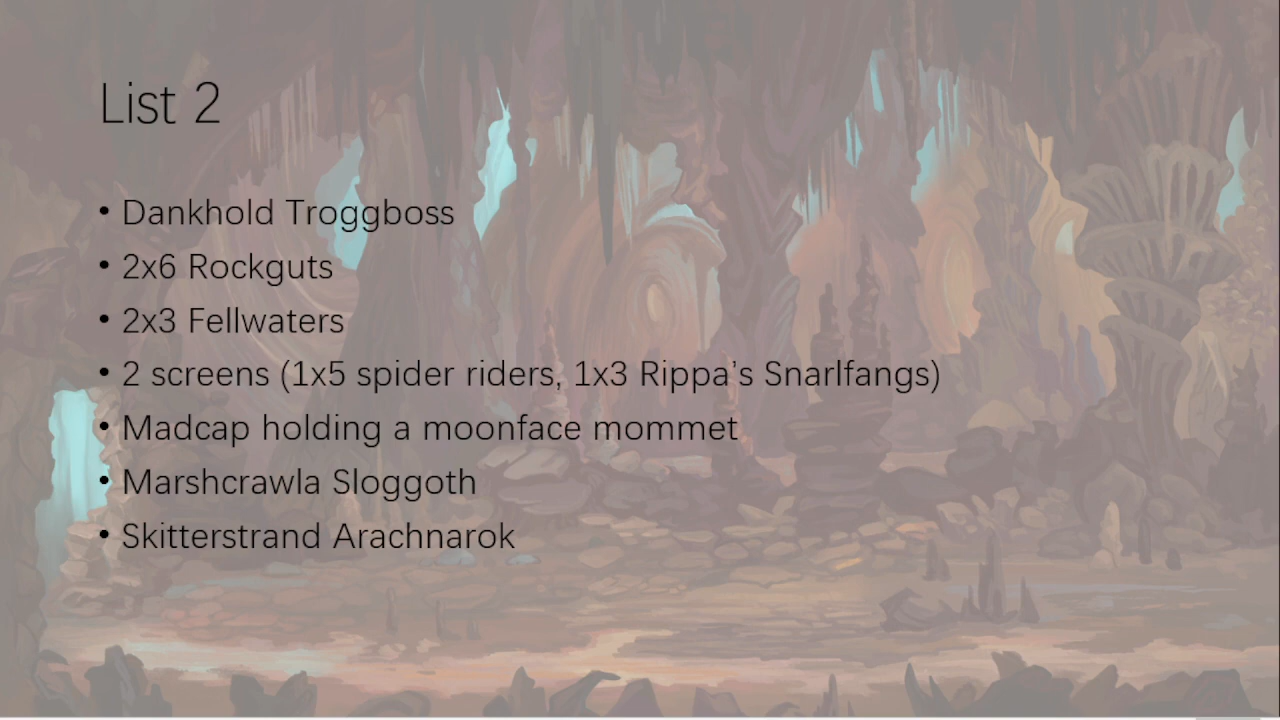 List 2
• Dankhold Troggboss
• 2x6 Rockguts
• 2x3 Fellwaters
• 2 screens (1x5 spider riders, 1x3 Rippa’s Snarlfangs)
• Madcap holding a moonface mommet
• Marshcrawla Sloggoth
• Skitterstrand Arachnarok